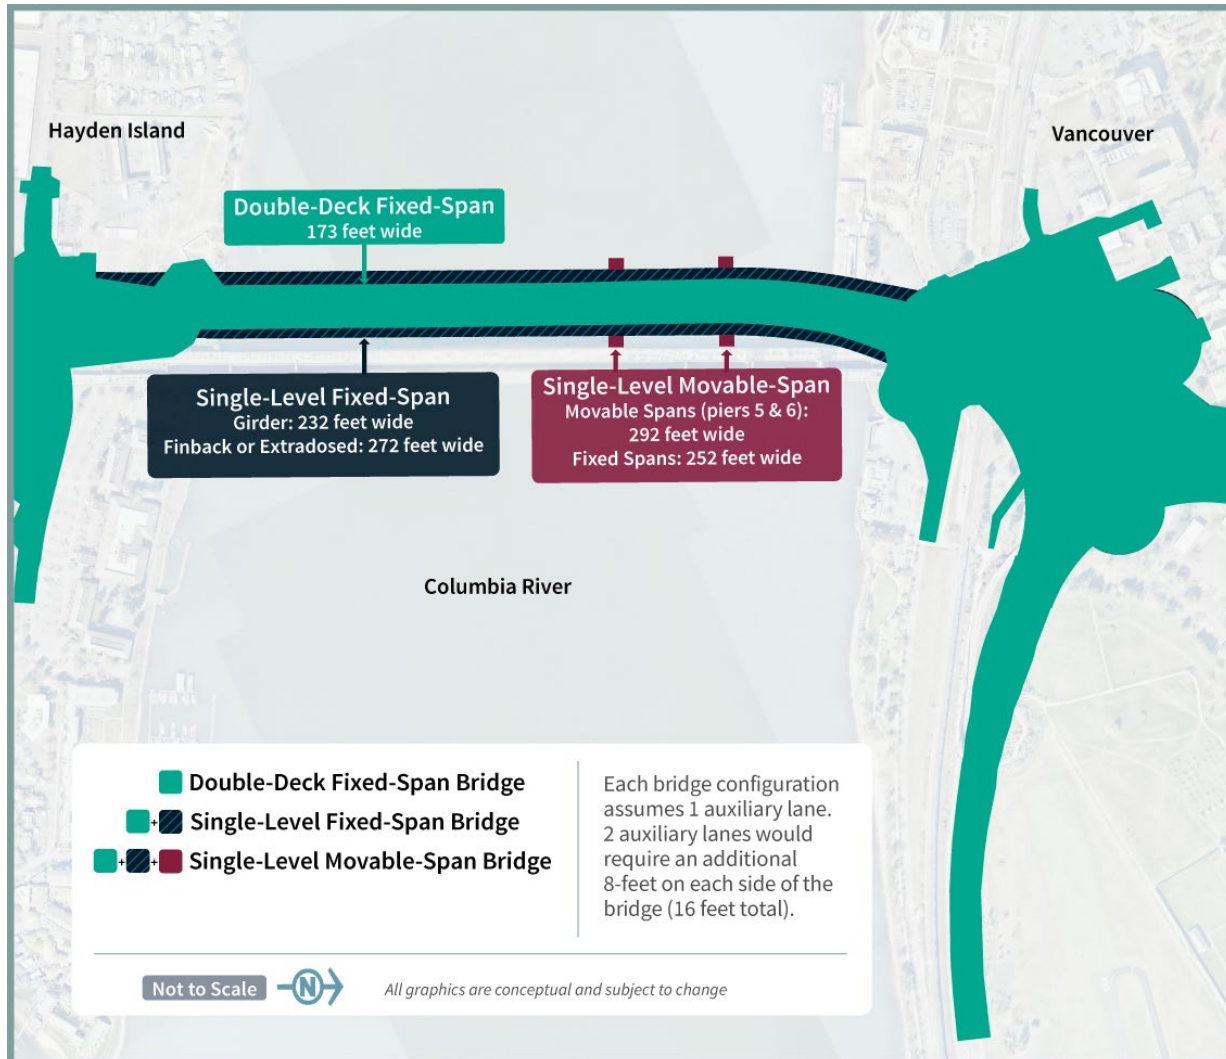 Hayden Island
Vancouver
Double-Deck Fixed-Span
173 feet wide
Single-Level Fixed-Span
Girder: 232 feet wide
Finback or Extradosed: 272 feet wide
Single-Level Movable-Span
Movable Spans (piers 5 & 6):
292 feet wide
Fixed Spans: 252 feet wide
Columbia River
Double-Deck Fixed-Span Bridge
+ Single-Level Fixed-Span Bridge
+ + Single-Level Movable-Span Bridge
Each bridge configuration
assumes 1 auxiliary lane.
2 auxiliary lanes would
require an additional
8-feet on each side of the
bridge (16 feet total).
Not to Scale
N
All graphics are conceptual and subject to change